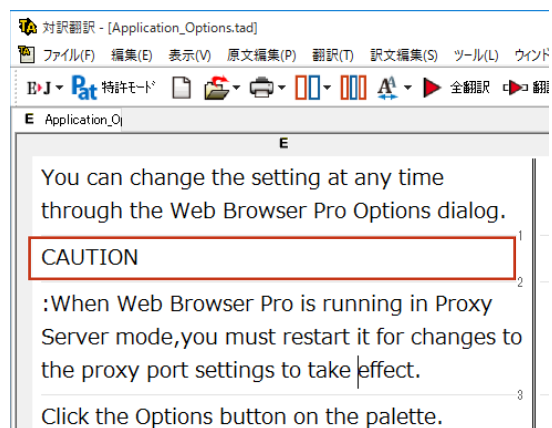 対訳翻訳 - [Application_Options.tad]
ファイル(F) 編集(E) 表示(V) 原文編集(P) 翻訳(T) 訳文編集(S) ツール(L) ウインド
E▸J Pat 特許モード 全翻訳 翻
E Application_O
E
You can change the setting at any time
through the Web Browser Pro Options dialog.
1
CAUTION
2
:When Web Browser Pro is running in Proxy
Server mode,you must restart it for changes to
the proxy port settings to take effect.
3
Click the Options button on the palette.